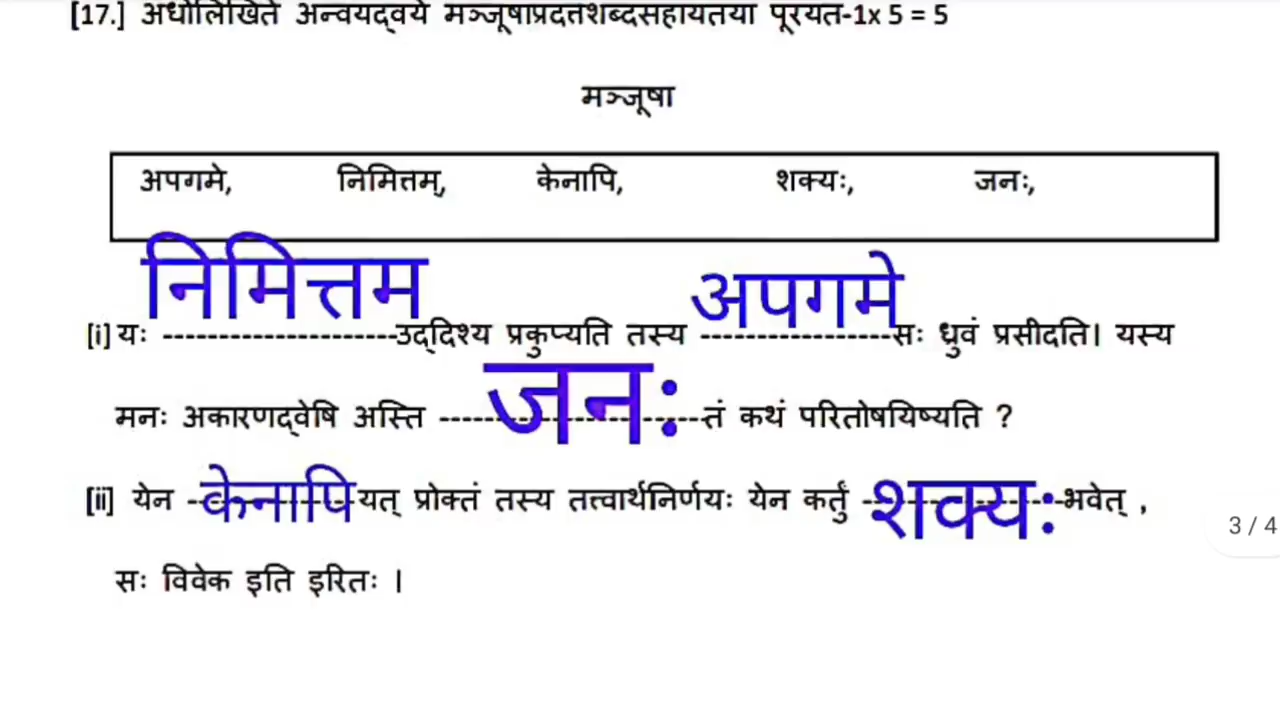 [17.] अधोलिखिते अन्वयद्वये मञ्जूषाप्रदत्तशब्दसहायतया पूरयत-1x 5 = 5
मञ्जूषा
अपगमे, निमित्तम्, केनापि, शक्यः, जनः,
निमित्तम अपगमे
[i] यः ---------------------उद्दिश्य प्रकुप्यति तस्य -----------------सः ध्रुवं प्रसीदति। यस्य
जनः
मनः अकारणद्वेषि अस्ति ------------------------तं कथं परितोषयिष्यति ?
[ii] येन केनापि यत् प्रोक्तं तस्य तत्त्वार्थनिर्णयः येन कर्तुं शक्यः भवेत् ,
3 / 4
सः विवेक इति इरितः ।